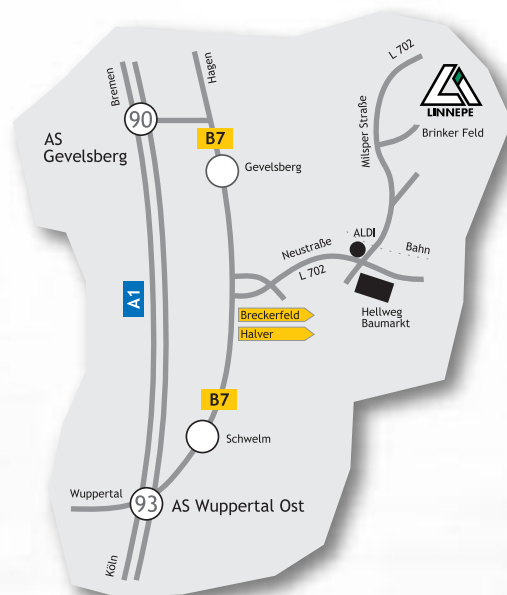 L 702
Bremen
Hagen
LINNEPE
Milsper Straße
Brinker Feld
90
B7
AS
Gevelsberg
Gevelsberg
ALDI
Neustraße
Bahn
L 702
A1
Breckerfeld
Hellweg
Baumarkt
Halver
B7
Schwelm
Wuppertal
93
AS Wuppertal Ost
Köln